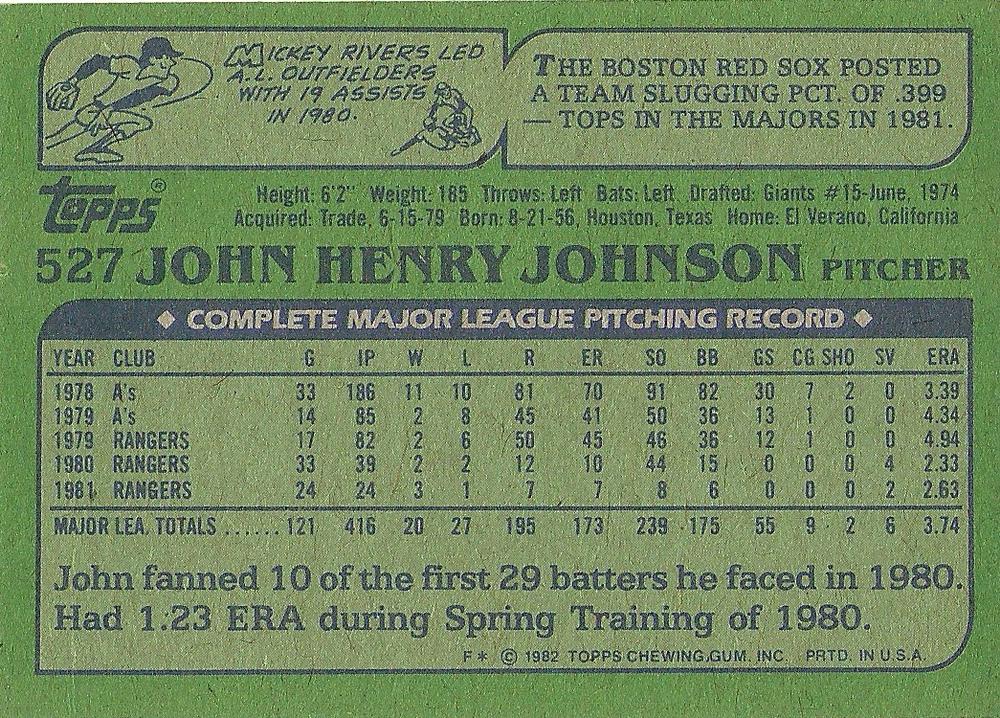 MICKEY RIVERS LED
A.L. OUTFIELDERS
WITH 19 ASSISTS
IN 1980.
THE BOSTON RED SOX POSTED
A TEAM SLUGGING PCT. OF .399
— TOPS IN THE MAJORS IN 1981.
Topps®
Height: 6'2" Weight: 185 Throws: Left Bats: Left Drafted: Giants #15-June, 1974
Acquired: Trade, 6-15-79 Born: 8-21-56, Houston, Texas Home: El Verano, California
527 JOHN HENRY JOHNSON PITCHER
◆ COMPLETE MAJOR LEAGUE PITCHING RECORD ◆
YEAR CLUB G IP W L R ER SO BB GS CG SHO SV ERA
1978 A's 33 186 11 10 81 70 91 82 30 7 2 0 3.39
1979 A's 14 85 2 8 45 41 50 36 13 1 0 0 4.34
1979 RANGERS 17 82 2 6 50 45 46 36 12 1 0 0 4.94
1980 RANGERS 33 39 2 2 12 10 44 15 0 0 0 4 2.33
1981 RANGERS 24 24 3 1 7 7 8 6 0 0 0 2 2.63
MAJOR LEA. TOTALS ...... 121 416 20 27 195 173 239 175 55 9 2 6 3.74
John fanned 10 of the first 29 batters he faced in 1980.
Had 1.23 ERA during Spring Training of 1980.
F* © 1982 TOPPS CHEWING GUM, INC. PRTD. IN U.S.A.